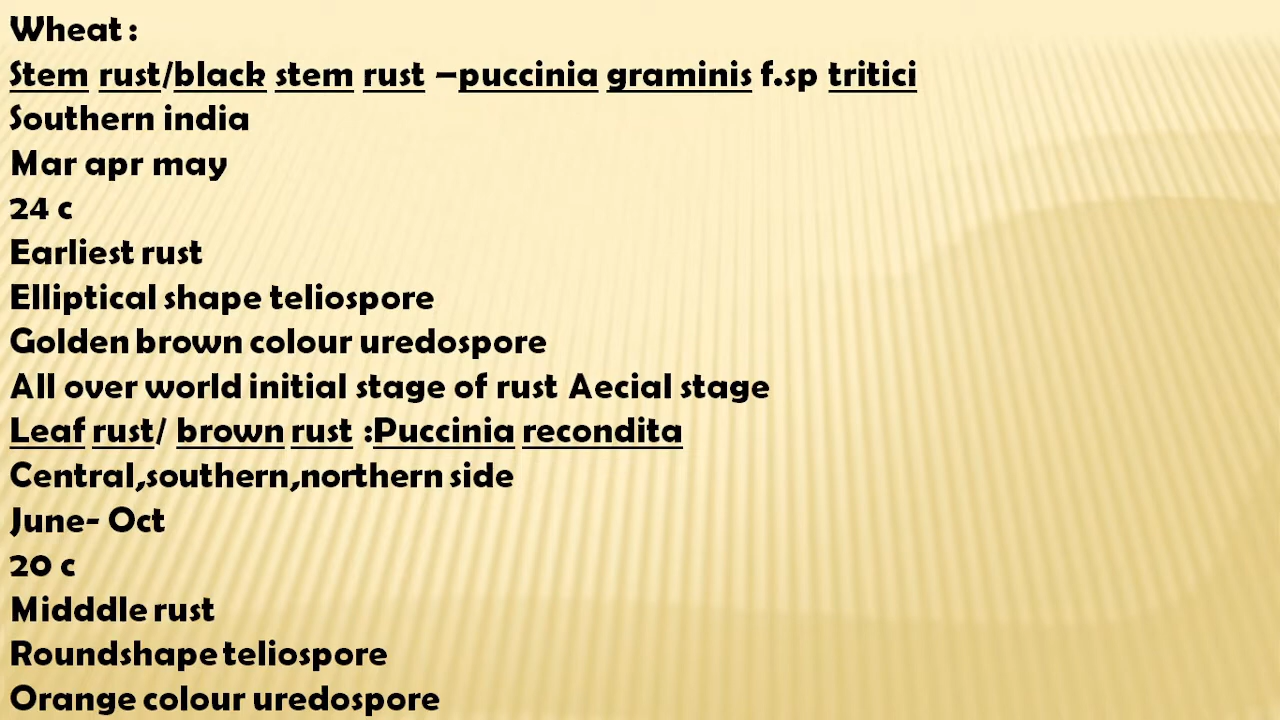 Wheat :
Stem rust/black stem rust –puccinia graminis f.sp tritici
Southern india
Mar apr may
24 c
Earliest rust
Elliptical shape teliospore
Golden brown colour uredospore
All over world initial stage of rust Aecial stage
Leaf rust/ brown rust :Puccinia recondita
Central,southern,northern side
June- Oct
20 c
Midddle rust
Roundshape teliospore
Orange colour uredospore